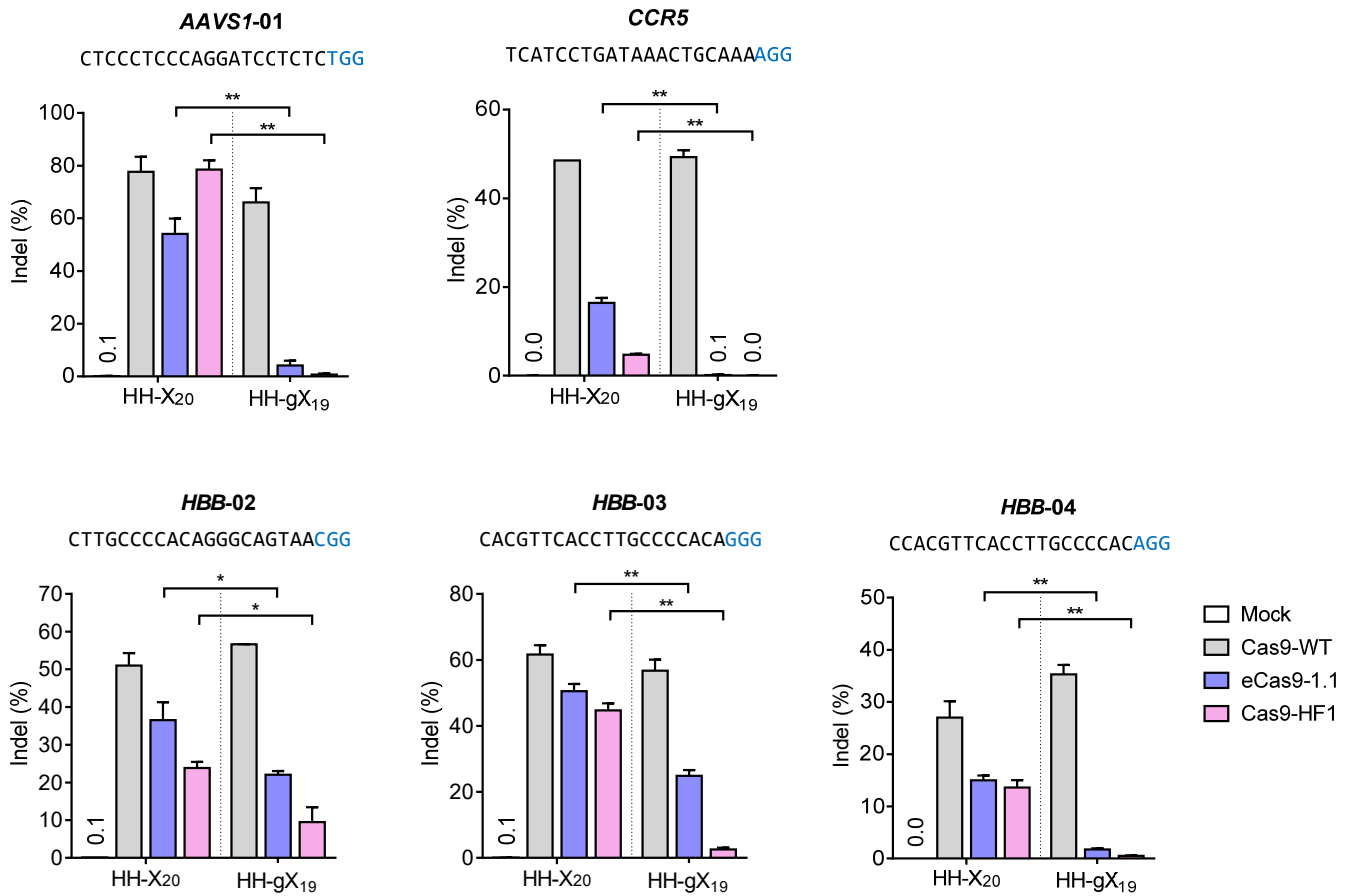 AAVS1-01
CTCCCTCCCAGGATCCTCTCTGG
**
**
100
80
60
40
20
0
Indel (%)
0.1
HH-X20
HH-gX19
CCR5
TCATCCTGATAAACTGCAAAAGG
**
**
60
40
20
0
Indel (%)
0.0
0.1
0.0
HH-X20
HH-gX19
HBB-02
CTTGCCCCACAGGGCAGTAACGG
*
*
70
60
50
40
30
20
10
0
Indel (%)
0.1
HH-X20
HH-gX19
HBB-03
CACGTTCACCTTGCCCCACAGGG
**
**
80
60
40
20
0
Indel (%)
0.1
HH-X20
HH-gX19
HBB-04
CCACGTTCACCTTGCCCCACAGG
**
**
50
40
30
20
10
0
Indel (%)
0.0
HH-X20
HH-gX19
Mock
Cas9-WT
eCas9-1.1
Cas9-HF1